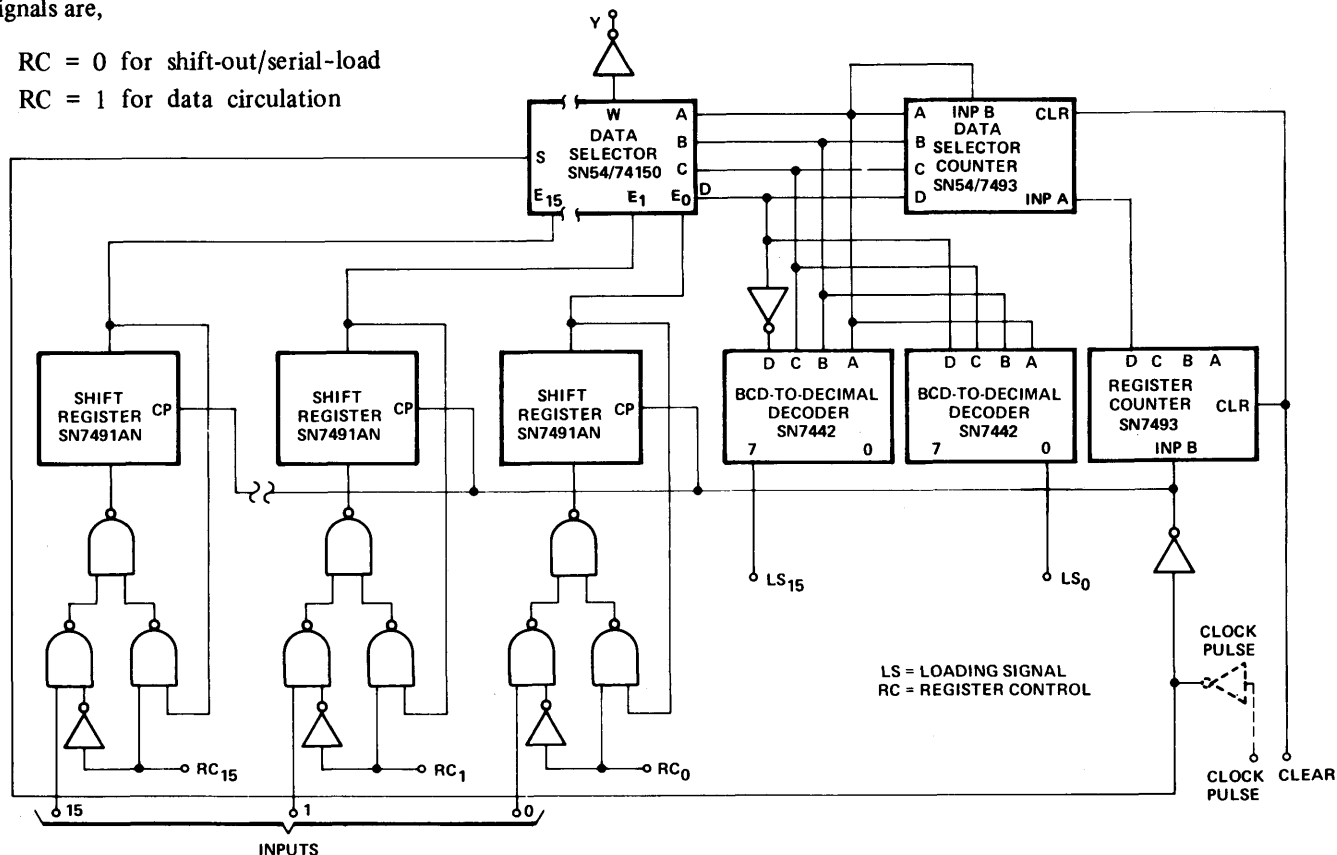 ignals are,
RC = 0 for shift-out/serial-load
RC = 1 for data circulation
Y
W
DATA
SELECTOR
SN54/74150
S
A
B
C
D
E15
E1
E0
A
B
C
D
INP B
DATA
SELECTOR
COUNTER
SN54/7493
CLR
INP A
SHIFT
REGISTER
SN7491AN
CP
SHIFT
REGISTER
SN7491AN
CP
SHIFT
REGISTER
SN7491AN
CP
D C B A
BCD-TO-DECIMAL
DECODER
SN7442
7 0
D C B A
BCD-TO-DECIMAL
DECODER
SN7442
7 0
D C B A
REGISTER
COUNTER
SN7493
CLR
INP B
LS15
LS0
LS = LOADING SIGNAL
RC = REGISTER CONTROL
CLOCK
PULSE
RC15
RC1
RC0
CLOCK
PULSE
CLEAR
15
1
0
INPUTS